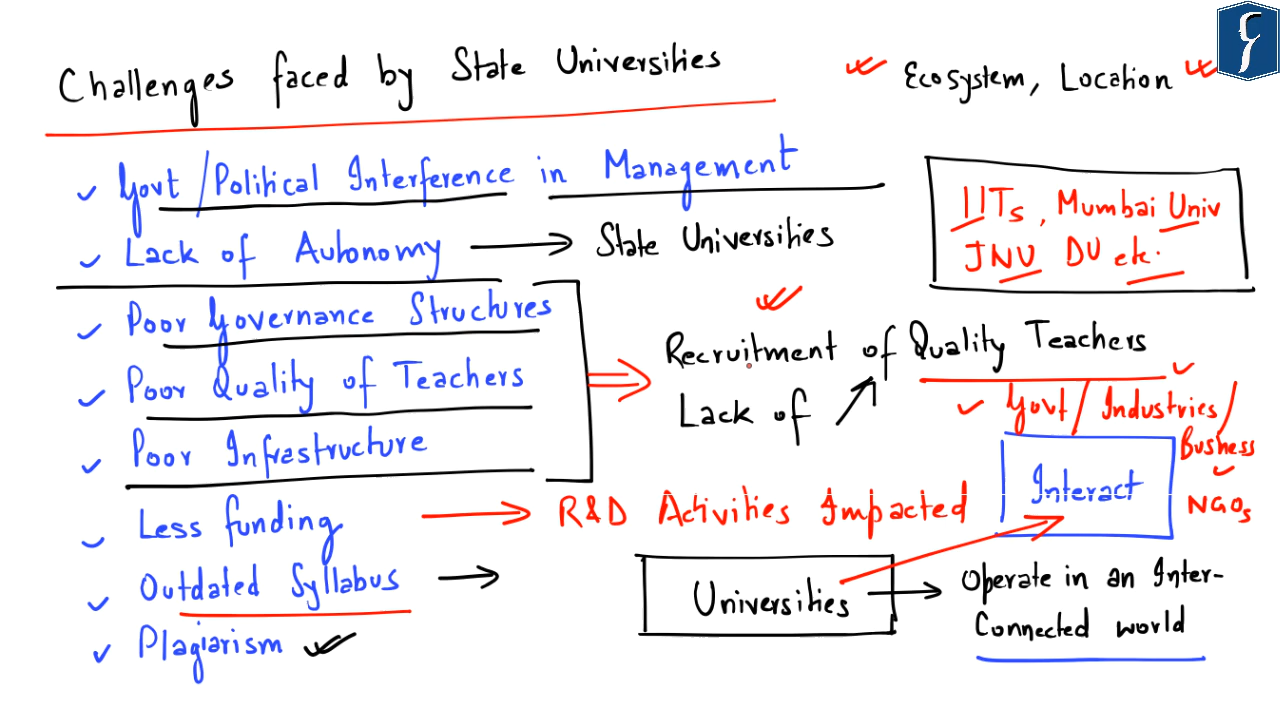 Challenges faced by State Universities
Ecosystem, Location
Govt/Political Interference in Management
IITs, Mumbai Univ
JNU DU etc.
Lack of Autonomy → State Universities
Poor Governance Structures
Poor Quality of Teachers
Poor Infrastructure
Recruitment of Quality Teachers
Lack of
Govt/Industries/
Business
NGOs
Interact
Less funding → R&D Activities Impacted
Outdated Syllabus →
Plagiarism
Universities → Operate in an Inter-
Connected world